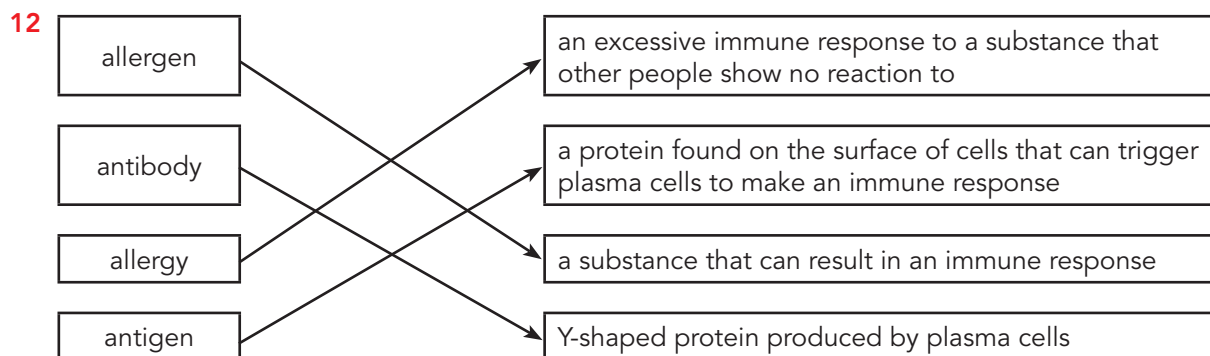 12
allergen
an excessive immune response to a substance that
other people show no reaction to
antibody
a protein found on the surface of cells that can trigger
plasma cells to make an immune response
allergy
a substance that can result in an immune response
antigen
Y-shaped protein produced by plasma cells